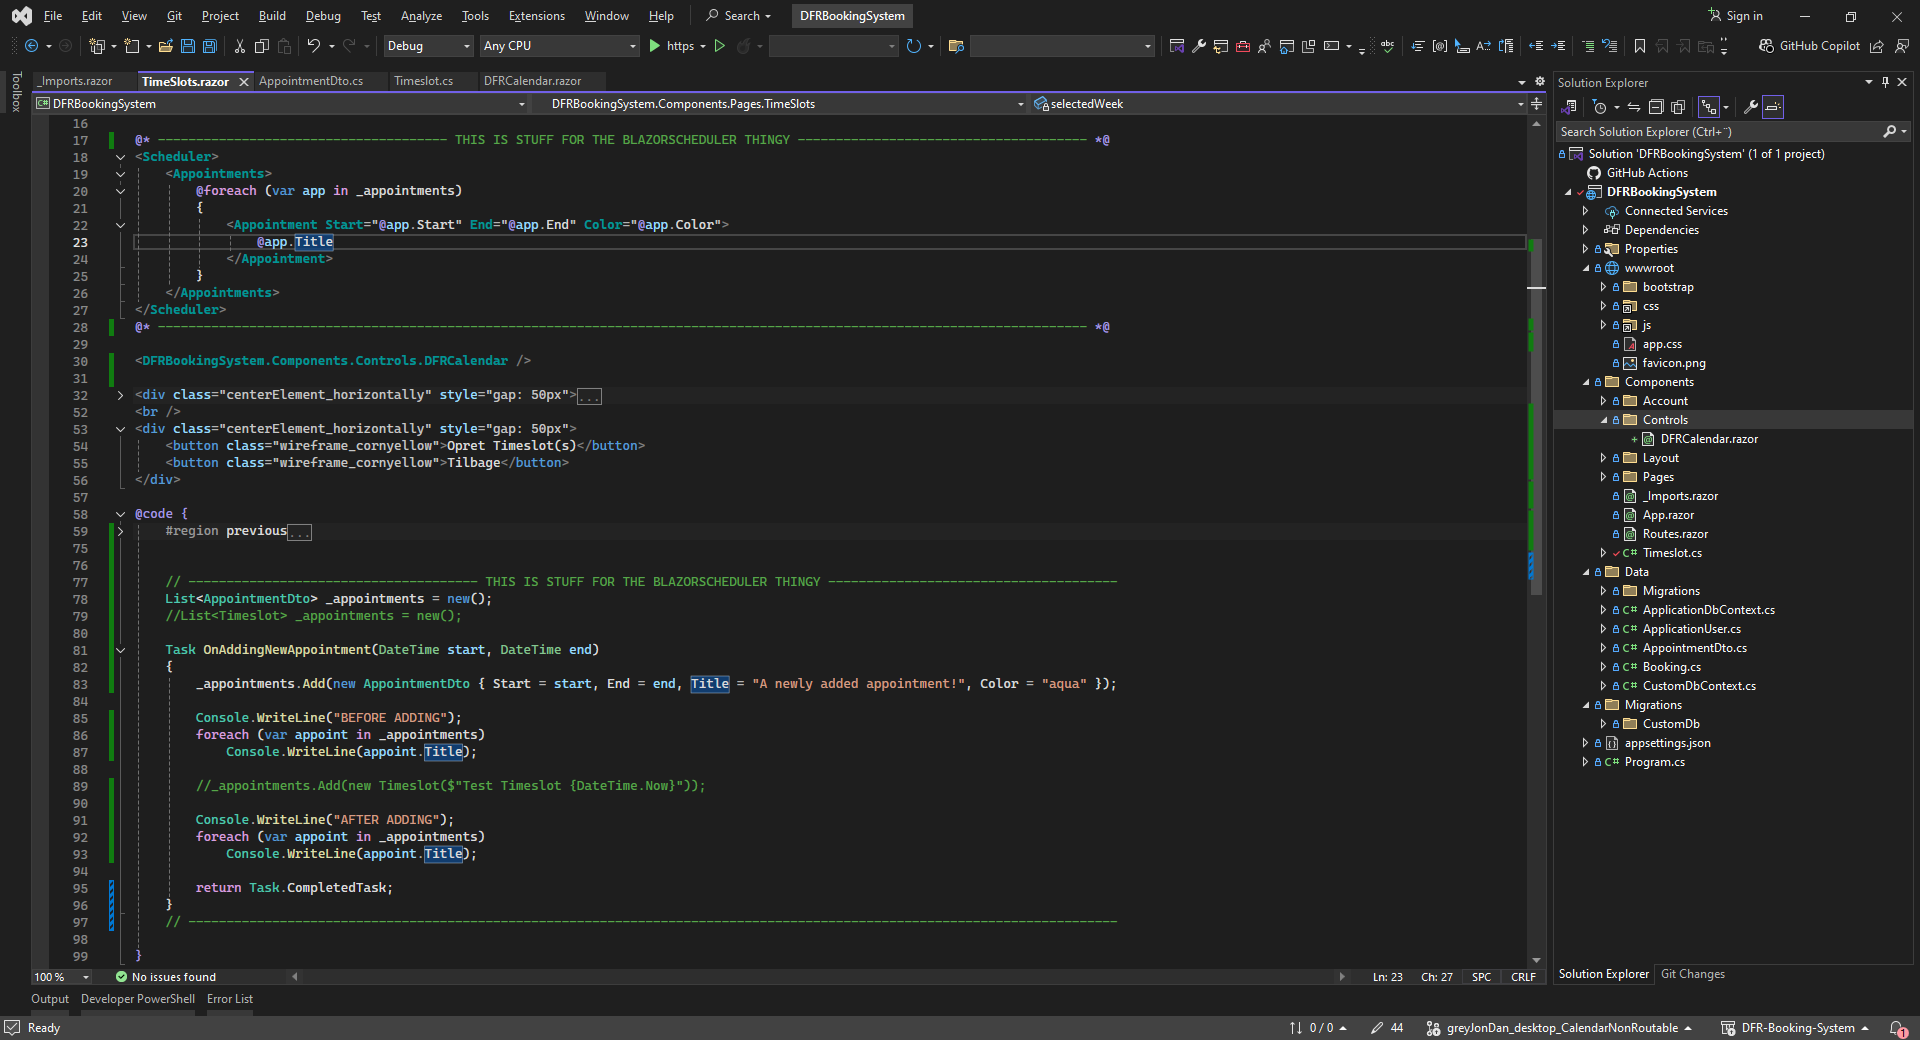 File Edit View Git Project Build Debug Test Analyze Tools Extensions Window Help Search DFRBookingSystem Sign in
Debug Any CPU https GitHub Copilot
Toolbox
_Imports.razor TimeSlots.razor AppointmentDto.cs Timeslot.cs DFRCalendar.razor
DFRBookingSystem DFRBookingSystem.Components.Pages.TimeSlots selectedWeek
16
17 @* -------------------------------------- THIS IS STUFF FOR THE BLAZORSCHEDULER THINGY -------------------------------------- *@
18 <Scheduler>
19 <Appointments>
20 @foreach (var app in _appointments)
21 {
22 <Appointment Start="@app.Start" End="@app.End" Color="@app.Color">
23 @app.Title
24 </Appointment>
25 }
26 </Appointments>
27 </Scheduler>
28 @* -------------------------------------------------------------------------------------------------------------------------- *@
29
30 <DFRBookingSystem.Components.Controls.DFRCalendar />
31
32 <div class="centerElement_horizontally" style="gap: 50px">...
52 <br />
53 <div class="centerElement_horizontally" style="gap: 50px">
54 <button class="wireframe_cornyellow">Opret Timeslot(s)</button>
55 <button class="wireframe_cornyellow">Tilbage</button>
56 </div>
57
58 @code {
59 #region previous...
75
76
77 // -------------------------------------- THIS IS STUFF FOR THE BLAZORSCHEDULER THINGY --------------------------------------
78 List<AppointmentDto> _appointments = new();
79 //List<Timeslot> _appointments = new();
80
81 Task OnAddingNewAppointment(DateTime start, DateTime end)
82 {
83 _appointments.Add(new AppointmentDto { Start = start, End = end, Title = "A newly added appointment!", Color = "aqua" });
84
85 Console.WriteLine("BEFORE ADDING");
86 foreach (var appoint in _appointments)
87 Console.WriteLine(appoint.Title);
88
89 //_appointments.Add(new Timeslot($"Test Timeslot {DateTime.Now}"));
90
91 Console.WriteLine("AFTER ADDING");
92 foreach (var appoint in _appointments)
93 Console.WriteLine(appoint.Title);
94
95 return Task.CompletedTask;
96 }
97 // --------------------------------------------------------------------------------------------------------------------------
98
99 }
100 % No issues found Ln: 23 Ch: 27 SPC CRLF
Output Developer PowerShell Error List
Solution Explorer
Search Solution Explorer (Ctrl+¨)
Solution 'DFRBookingSystem' (1 of 1 project)
GitHub Actions
DFRBookingSystem
Connected Services
Dependencies
Properties
wwwroot
bootstrap
css
js
app.css
favicon.png
Components
Account
Controls
DFRCalendar.razor
Layout
Pages
_Imports.razor
App.razor
Routes.razor
Timeslot.cs
Data
Migrations
ApplicationDbContext.cs
ApplicationUser.cs
AppointmentDto.cs
Booking.cs
CustomDbContext.cs
Migrations
CustomDb
appsettings.json
Program.cs
Solution Explorer Git Changes
Ready 0 / 0 44 greyJonDan_desktop_CalendarNonRoutable DFR-Booking-System 1